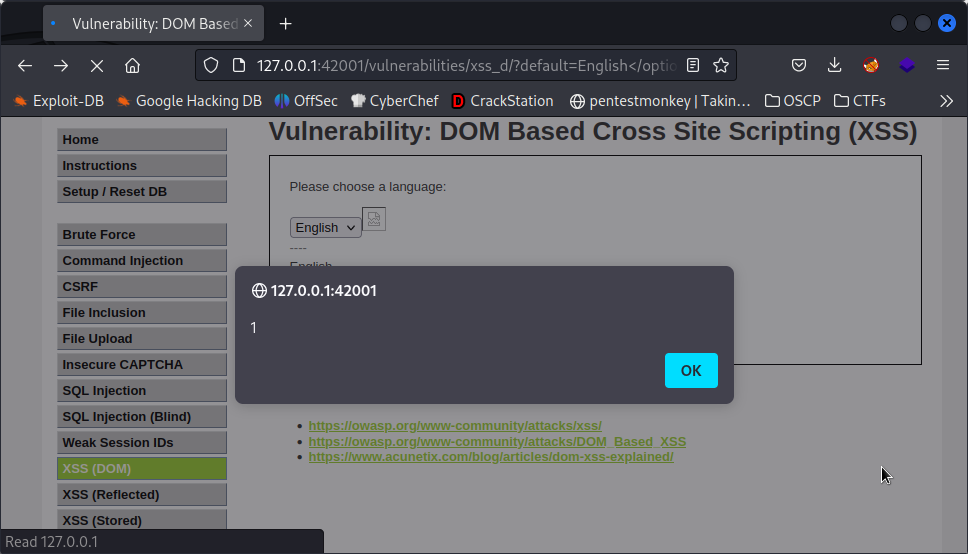 Vulnerability: DOM Based
127.0.0.1:42001/vulnerabilities/xss_d/?default=English</optio
Exploit-DB Google Hacking DB OffSec CyberChef CrackStation pentestmonkey | Takin… OSCP CTFs
Vulnerability: DOM Based Cross Site Scripting (XSS)
Home
Instructions
Setup / Reset DB
Brute Force
Command Injection
CSRF
File Inclusion
File Upload
Insecure CAPTCHA
SQL Injection
SQL Injection (Blind)
Weak Session IDs
XSS (DOM)
XSS (Reflected)
XSS (Stored)
Please choose a language:
English
----
English
127.0.0.1:42001
1
OK
https://owasp.org/www-community/attacks/xss/
https://owasp.org/www-community/attacks/DOM_Based_XSS
https://www.acunetix.com/blog/articles/dom-xss-explained/
Read 127.0.0.1